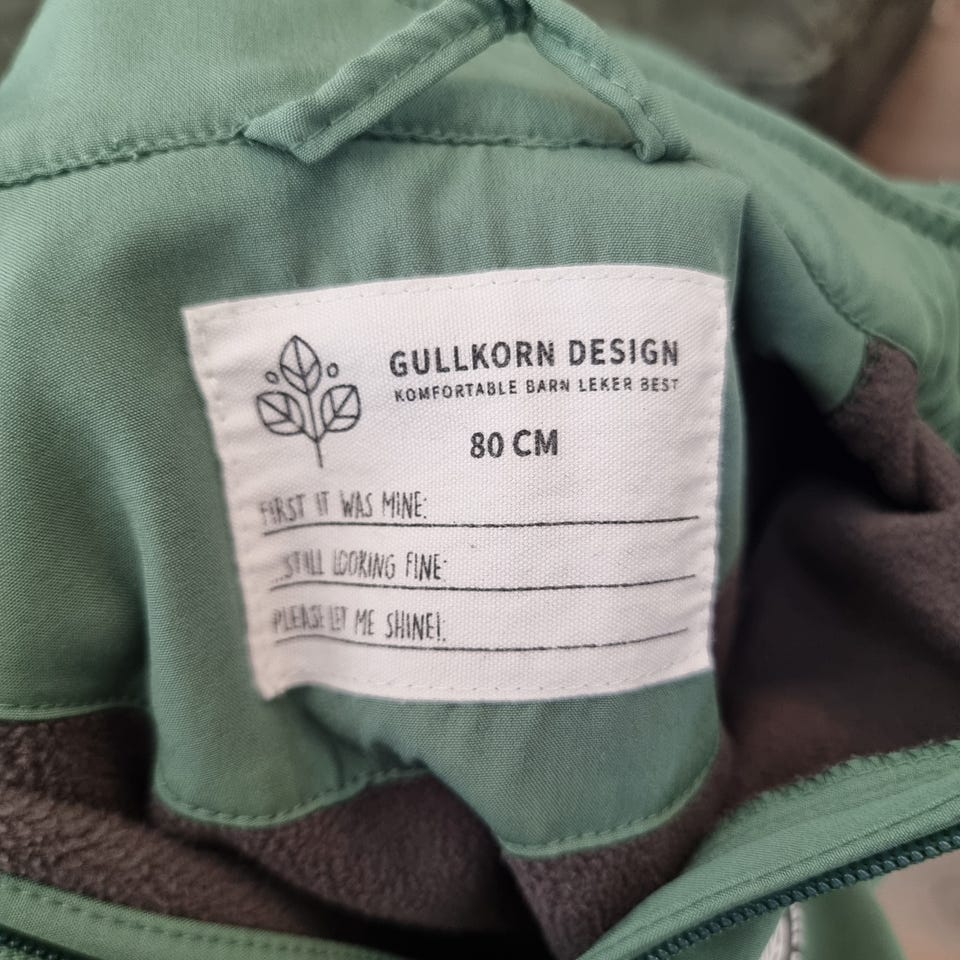 GULLKORN DESIGN
KOMFORTABLE BARN LEKER BEST
80 CM
FIRST IT WAS MINE:
...STILL LOOKING FINE:
PLEASE LET ME SHINE!: